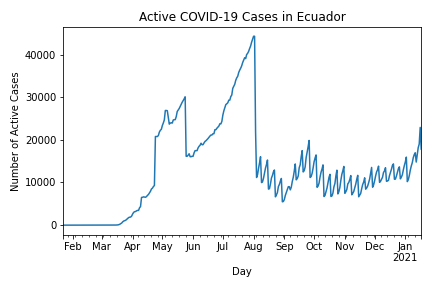 Active COVID-19 Cases in Ecuador
Number of Active Cases
40000
30000
20000
10000
0
Feb Mar Apr May Jun Jul Aug Sep Oct Nov Dec Jan
2021
Day